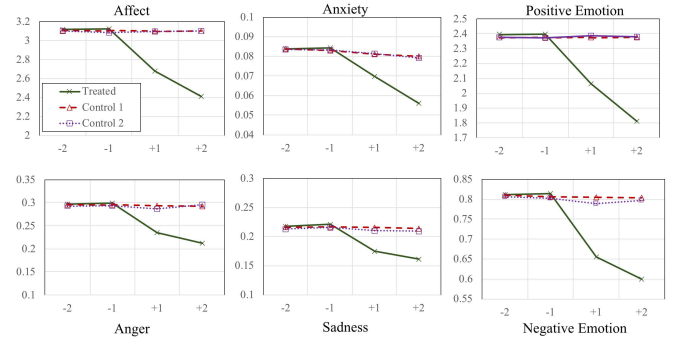 Affect
3.2
3
2.8
2.6
2.4
2.2
2
Treated
Control 1
Control 2
-2 -1 +1 +2
Anxiety
0.1
0.09
0.08
0.07
0.06
0.05
0.04
-2 -1 +1 +2
Positive Emotion
2.5
2.4
2.3
2.2
2.1
2
1.9
1.8
1.7
-2 -1 +1 +2
0.35
0.3
0.25
0.2
0.15
0.1
-2 -1 +1 +2
Anger
0.3
0.25
0.2
0.15
0.1
-2 -1 +1 +2
Sadness
0.85
0.8
0.75
0.7
0.65
0.6
0.55
-2 -1 +1 +2
Negative Emotion